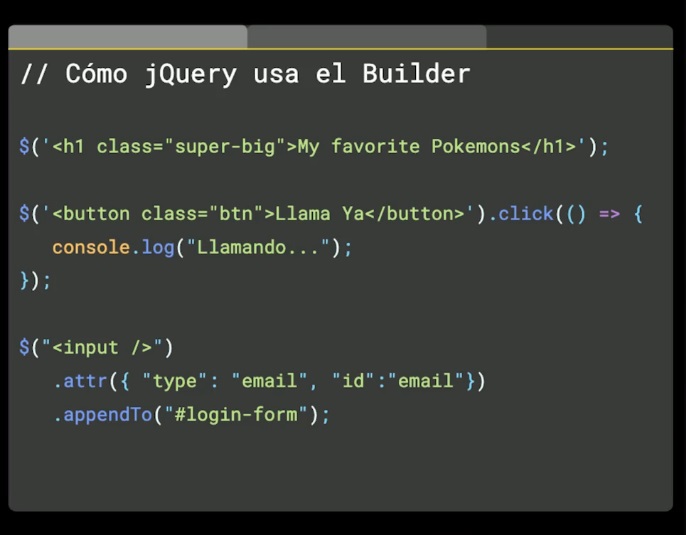 // Cómo jQuery usa el Builder
$('<h1 class="super-big">My favorite Pokemons</h1>');
$('<button class="btn">Llama Ya</button>').click(() => {
console.log("Llamando...");
});
$("<input />")
.attr({ "type": "email", "id":"email"})
.appendTo("#login-form");